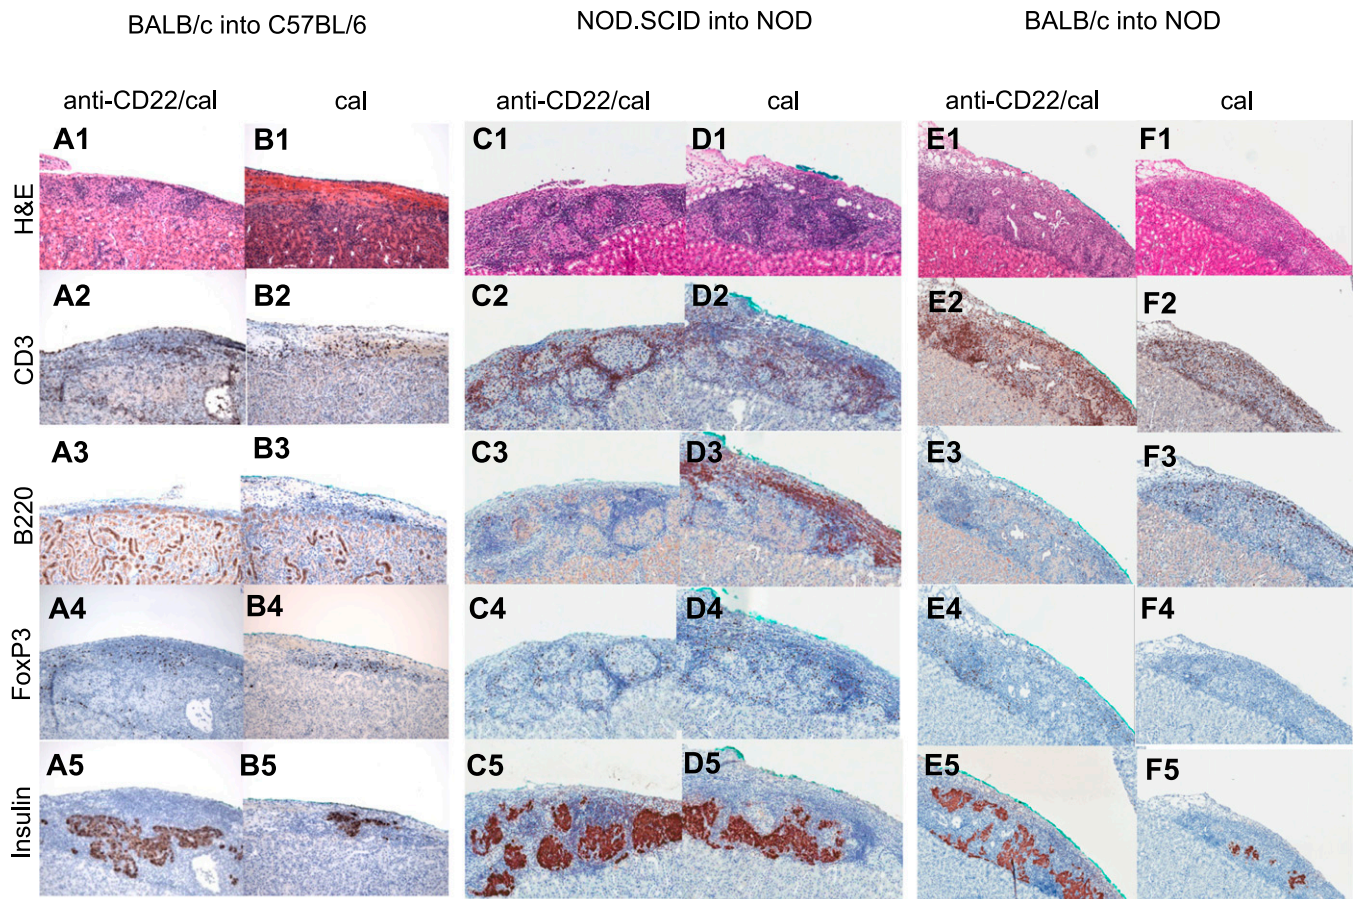 BALB/c into C57BL/6
NOD.SCID into NOD
BALB/c into NOD
anti-CD22/cal
cal
anti-CD22/cal
cal
anti-CD22/cal
cal
H&E
A1
B1
C1
D1
E1
F1
CD3
A2
B2
C2
D2
E2
F2
B220
A3
B3
C3
D3
E3
F3
FoxP3
A4
B4
C4
D4
E4
F4
Insulin
A5
B5
C5
D5
E5
F5